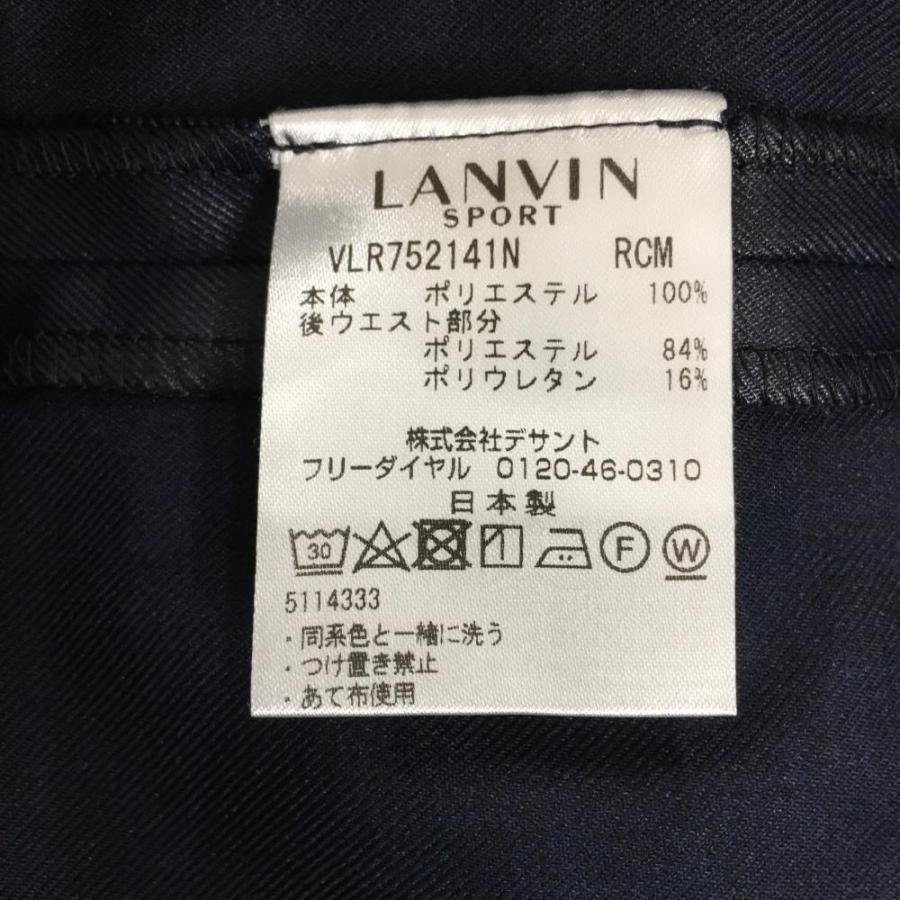 LANVIN
SPORT
VLR752141N RCM
本体 ポリエステル 100%
後ウエスト部分
ポリエステル 84%
ポリウレタン 16%
株式会社デサント
フリーダイヤル 0120-46-0310
日本製
30 F W
5114333
・同系色と一緒に洗う
・つけ置き禁止
・あて布使用